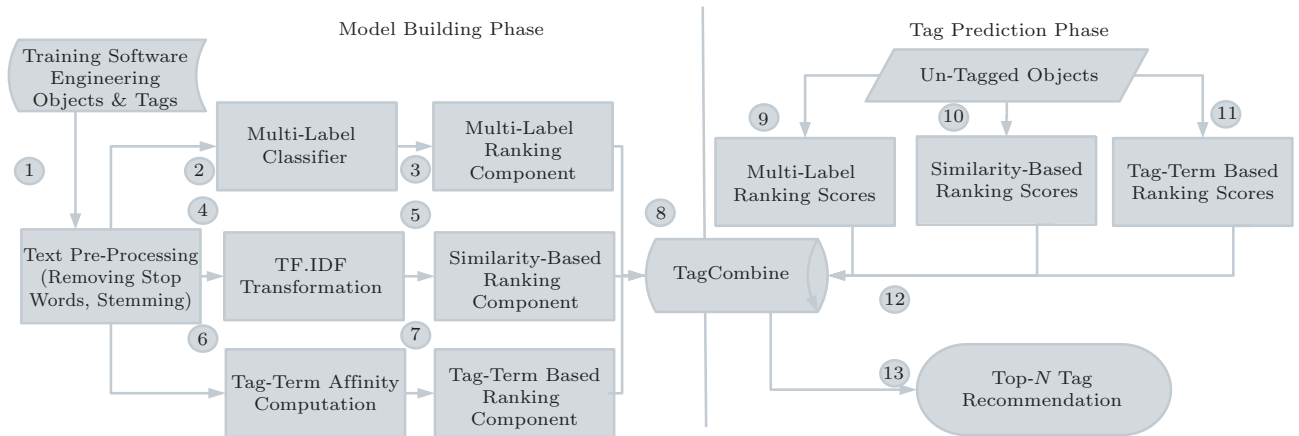 Model Building Phase
Training Software
Engineering
Objects & Tags
1
2
Multi-Label
Classifier
3
Multi-Label
Ranking
Component
4
5
Text Pre-Processing
(Removing Stop
Words, Stemming)
TF.IDF
Transformation
Similarity-Based
Ranking
Component
6
7
Tag-Term Affinity
Computation
Tag-Term Based
Ranking
Component
8
TagCombine
Tag Prediction Phase
Un-Tagged Objects
9
10
11
Multi-Label
Ranking Scores
Similarity-Based
Ranking Scores
Tag-Term Based
Ranking Scores
12
13
Top-N Tag
Recommendation